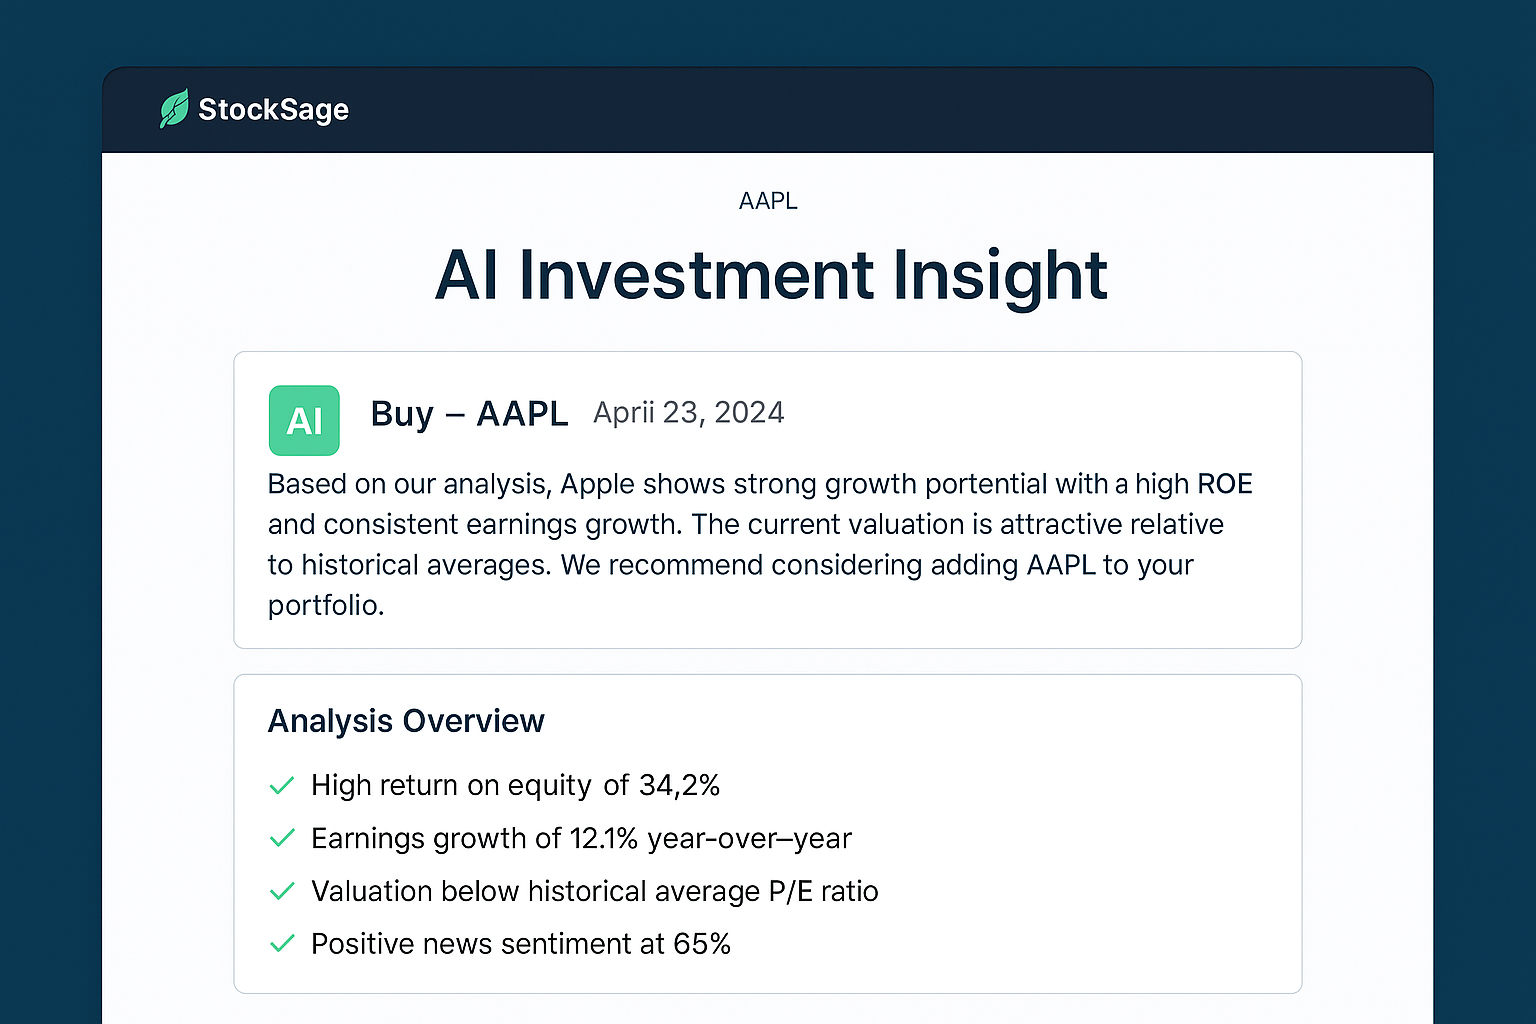 StockSage
AAPL
AI Investment Insight
AI
Buy – AAPL Aprii 23, 2024
Based on our analysis, Apple shows strong growth portential with a high ROE
and consistent earnings growth. The current valuation is attractive relative
to historical averages. We recommend considering adding AAPL to your
portfolio.
Analysis Overview
High return on equity of 34,2%
Earnings growth of 12.1% year-over–year
Valuation below historical average P/E ratio
Positive news sentiment at 65%